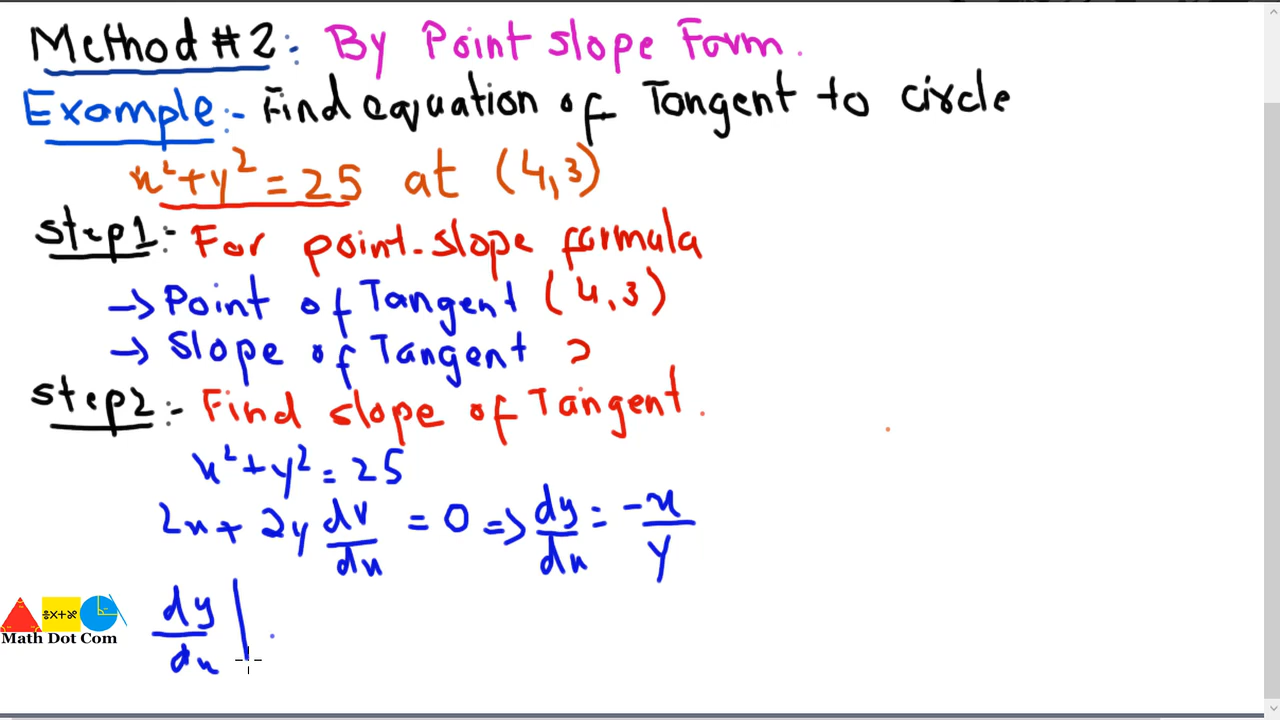 Method #2: By Point slope Form.
Example:- Find equation of Tangent to circle
x²+y² = 25 at (4,3)
step1:- For point-slope formula
→ Point of Tangent (4,3)
→ Slope of Tangent ?
step2:- Find slope of Tangent.
x²+y² = 25
2x + 2y dy/dx = 0 => dy/dx = -x/y
÷X+x
Math Dot Com
dy/dx |